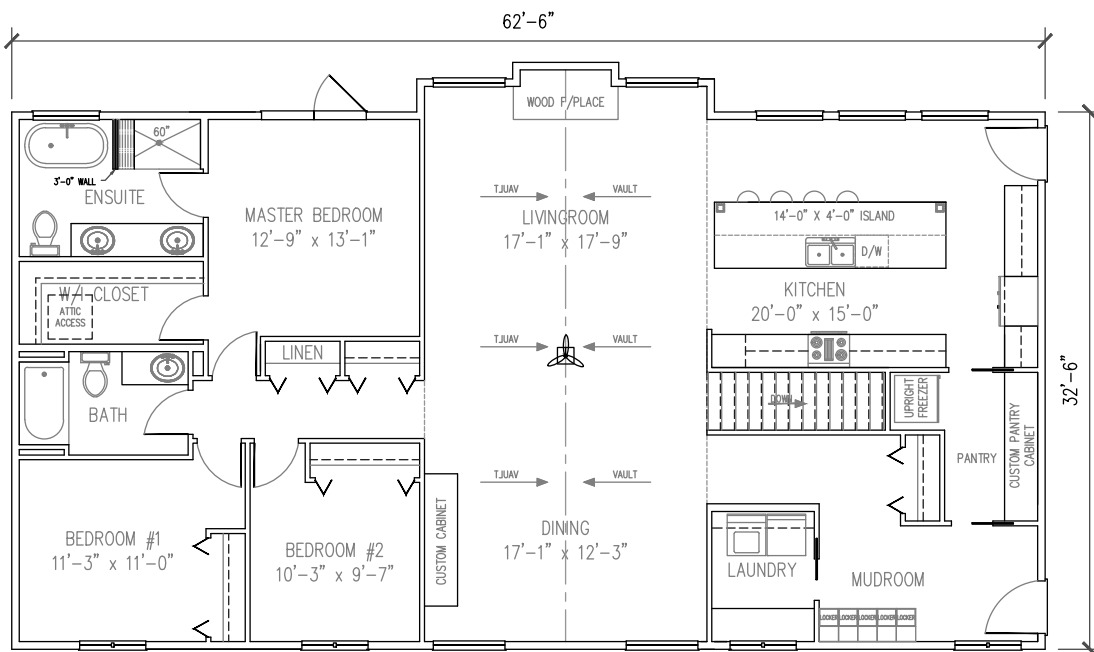 62'-6"
WOOD F/PLACE
60"
3'-0" WALL
ENSUITE
MASTER BEDROOM
12'-9" x 13'-1"
VAULT
VAULT
LIVINGROOM
17'-1" x 17'-9"
14'-0" X 4'-0" ISLAND
D/W
KITCHEN
20'-0" x 15'-0"
W/I CLOSET
ATTIC
ACCESS
LINEN
VAULT
VAULT
32'-6"
BATH
DOWN
UPRIGHT
FREEZER
PANTRY
CUSTOM PANTRY
CABINET
VAULT
VAULT
CUSTOM CABINET
BEDROOM #1
11'-3" x 11'-0"
BEDROOM #2
10'-3" x 9'-7"
DINING
17'-1" x 12'-3"
LAUNDRY
MUDROOM
LOCKER
LOCKER
LOCKER
LOCKER
LOCKER